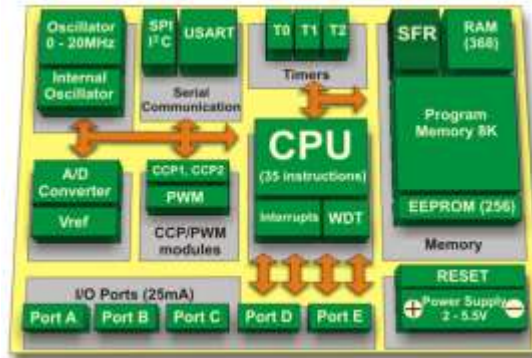 Oscillator
0 - 20MHz
Internal
Oscillator
SPI
I²C
USART
Serial
Communication
T0 T1 T2
Timers
SFR
RAM
(368)
Program
Memory 8K
EEPROM (256)
Memory
A/D
Converter
Vref
CCP1, CCP2
PWM
CCP/PWM
modules
CPU
(35 instructions)
Interrupts
WDT
I/O Ports (25mA)
Port A Port B Port C Port D Port E
RESET
+ Power Supply −
2 - 5.5V